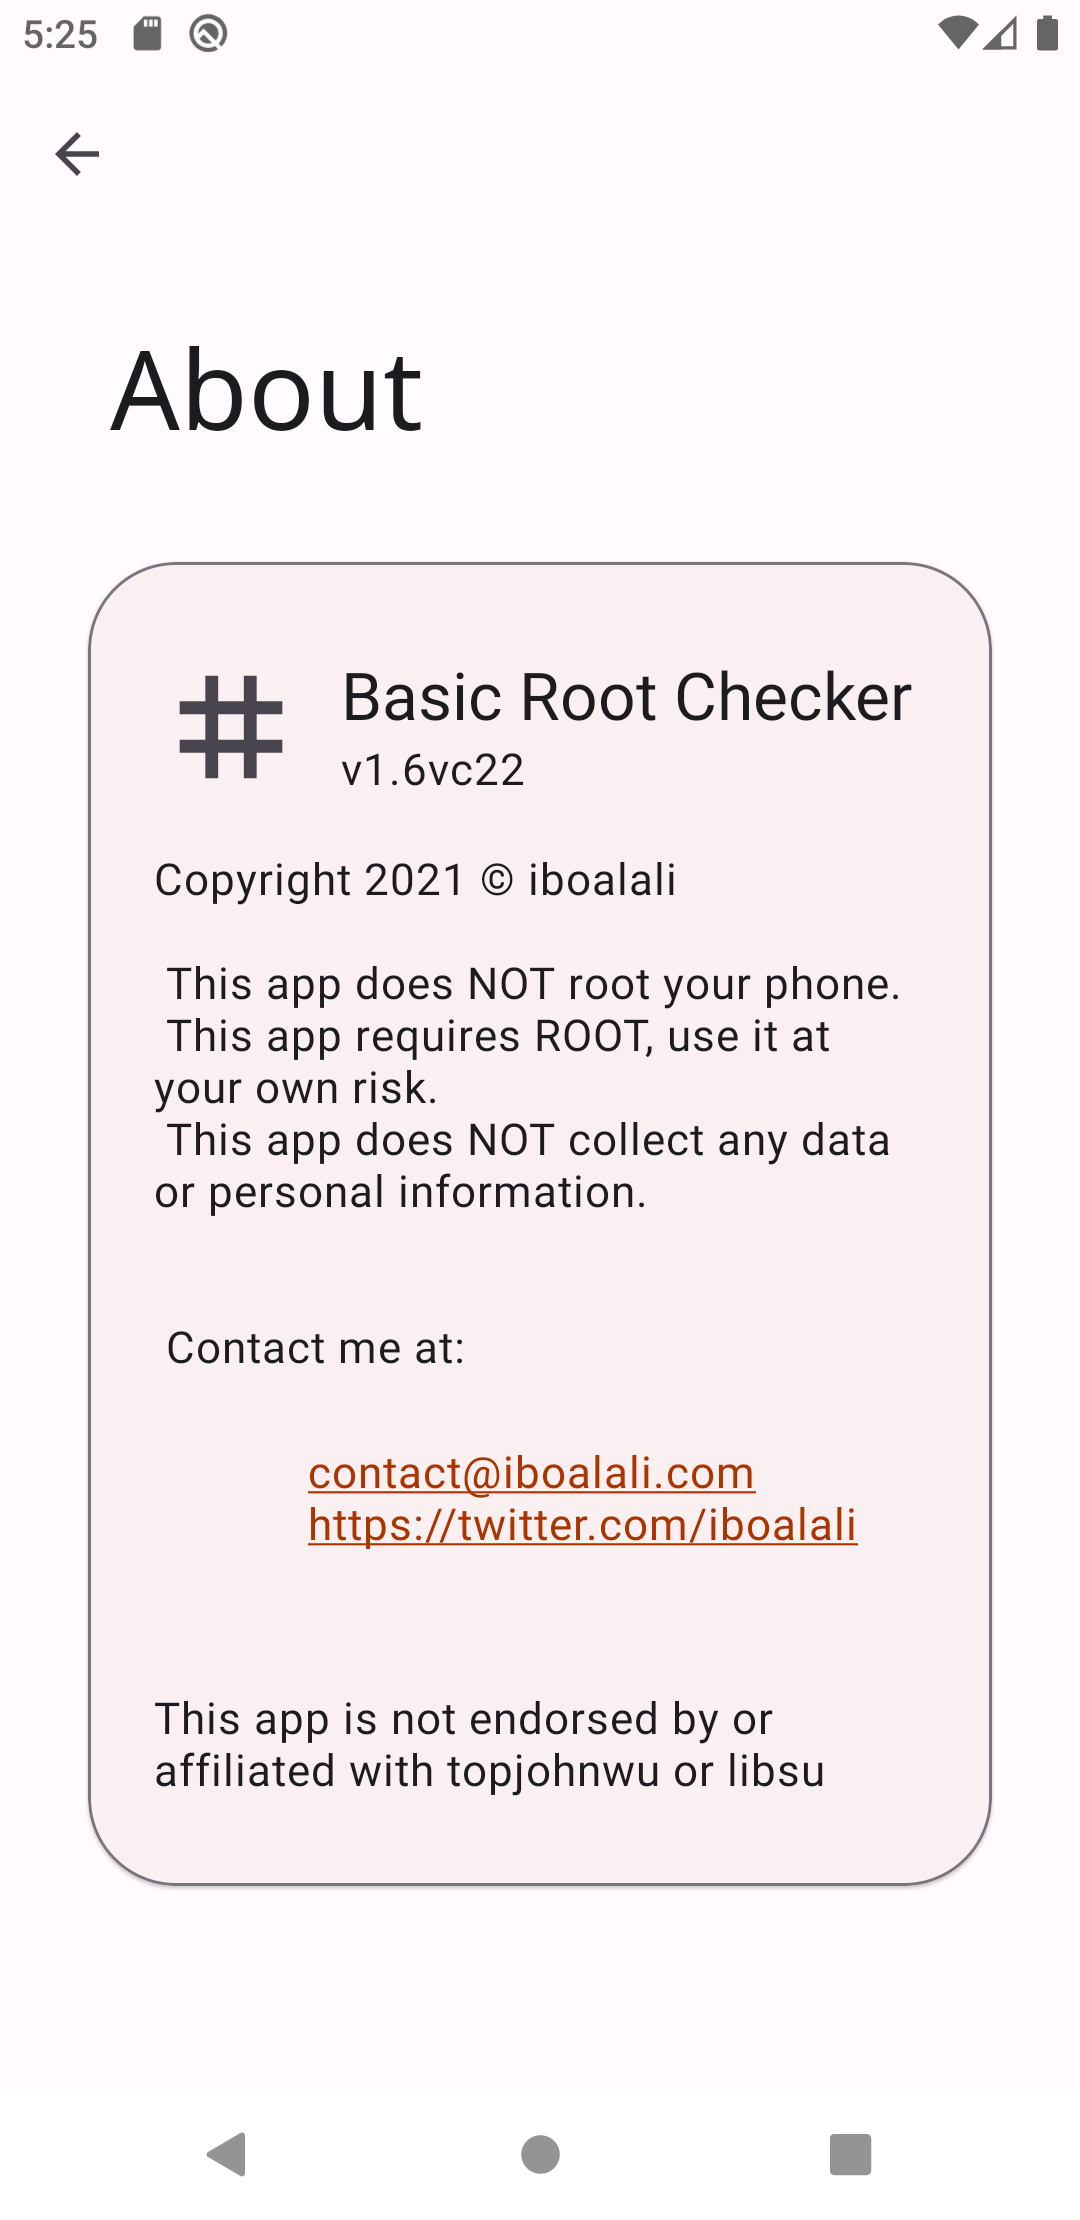 5:25
About
Basic Root Checker
v1.6vc22
Copyright 2021 © iboalali
This app does NOT root your phone.
This app requires ROOT, use it at
your own risk.
This app does NOT collect any data
or personal information.
Contact me at:
contact@iboalali.com
https://twitter.com/iboalali
This app is not endorsed by or
affiliated with topjohnwu or libsu